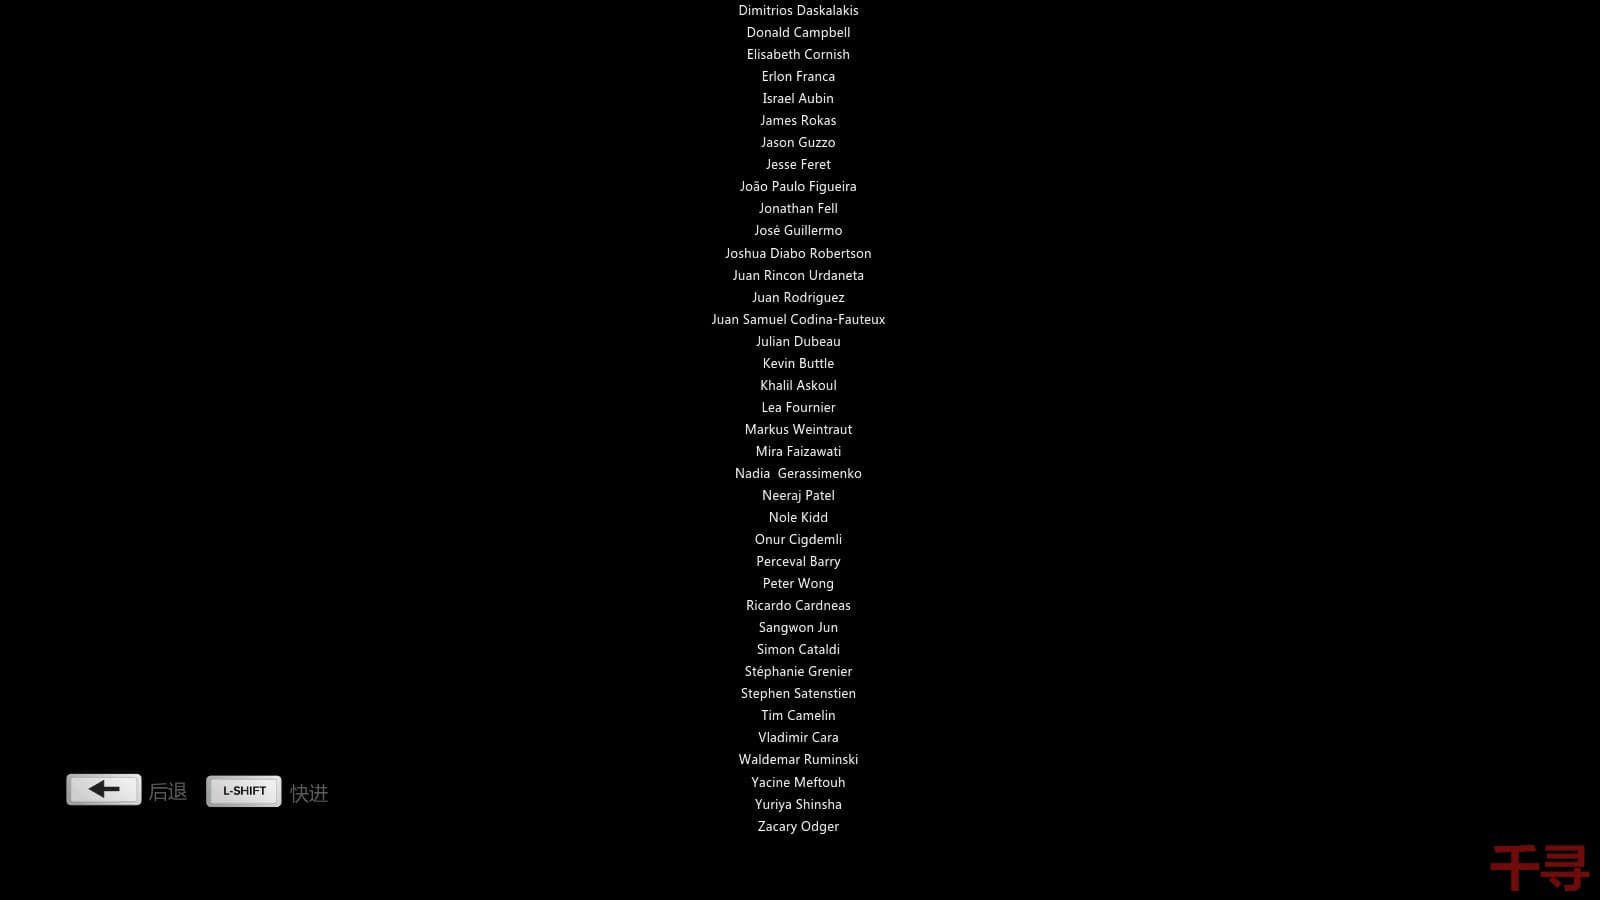 Dimitrios Daskalakis
Donald Campbell
Elisabeth Cornish
Erlon Franca
Israel Aubin
James Rokas
Jason Guzzo
Jesse Feret
João Paulo Figueira
Jonathan Fell
José Guillermo
Joshua Diabo Robertson
Juan Rincon Urdaneta
Juan Rodriguez
Juan Samuel Codina-Fauteux
Julian Dubeau
Kevin Buttle
Khalil Askoul
Lea Fournier
Markus Weintraut
Mira Faizawati
Nadia  Gerassimenko
Neeraj Patel
Nole Kidd
Onur Cigdemli
Perceval Barry
Peter Wong
Ricardo Cardneas
Sangwon Jun
Simon Cataldi
Stéphanie Grenier
Stephen Satenstien
Tim Camelin
Vladimir Cara
Waldemar Ruminski
Yacine Meftouh
Yuriya Shinsha
Zacary Odger
后退 L-SHIFT 快进
千寻